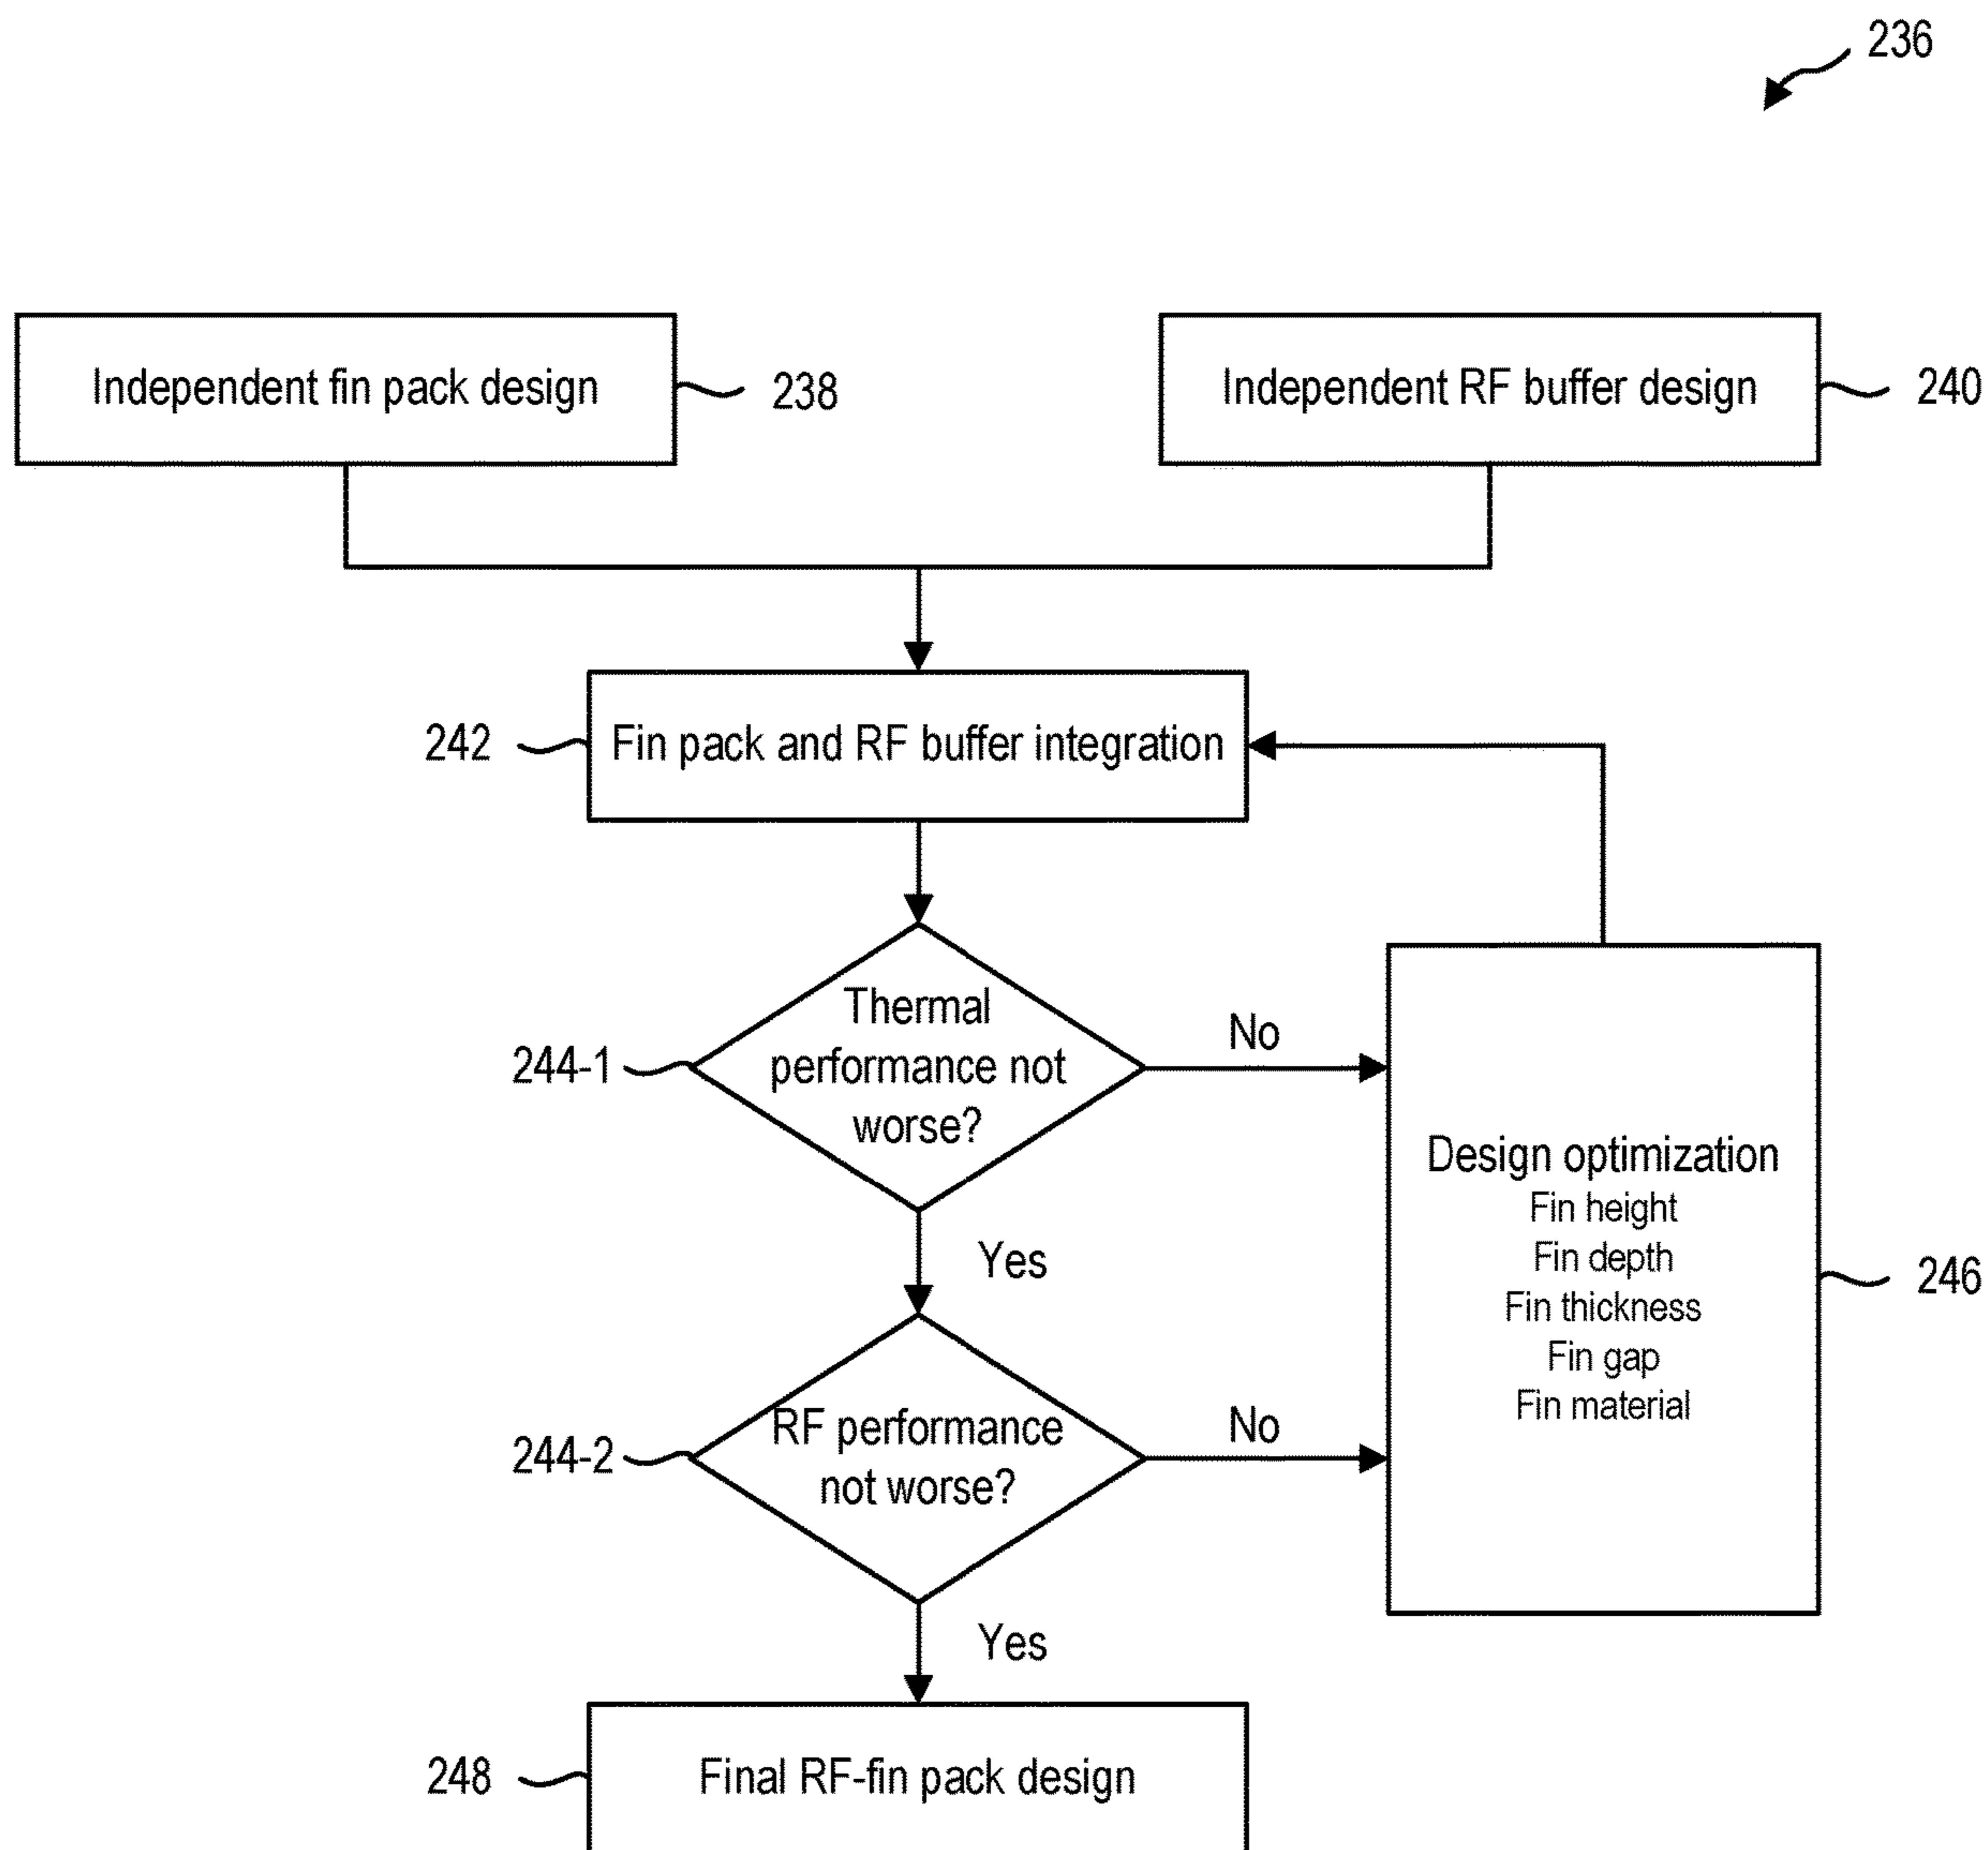 236
Independent fin pack design
238
Independent RF buffer design
240
242
Fin pack and RF buffer integration
244-1
Thermal
performance not
worse?
No
Yes
Design optimization
Fin height
Fin depth
Fin thickness
Fin gap
Fin material
246
244-2
RF performance
not worse?
No
Yes
248
Final RF-fin pack design